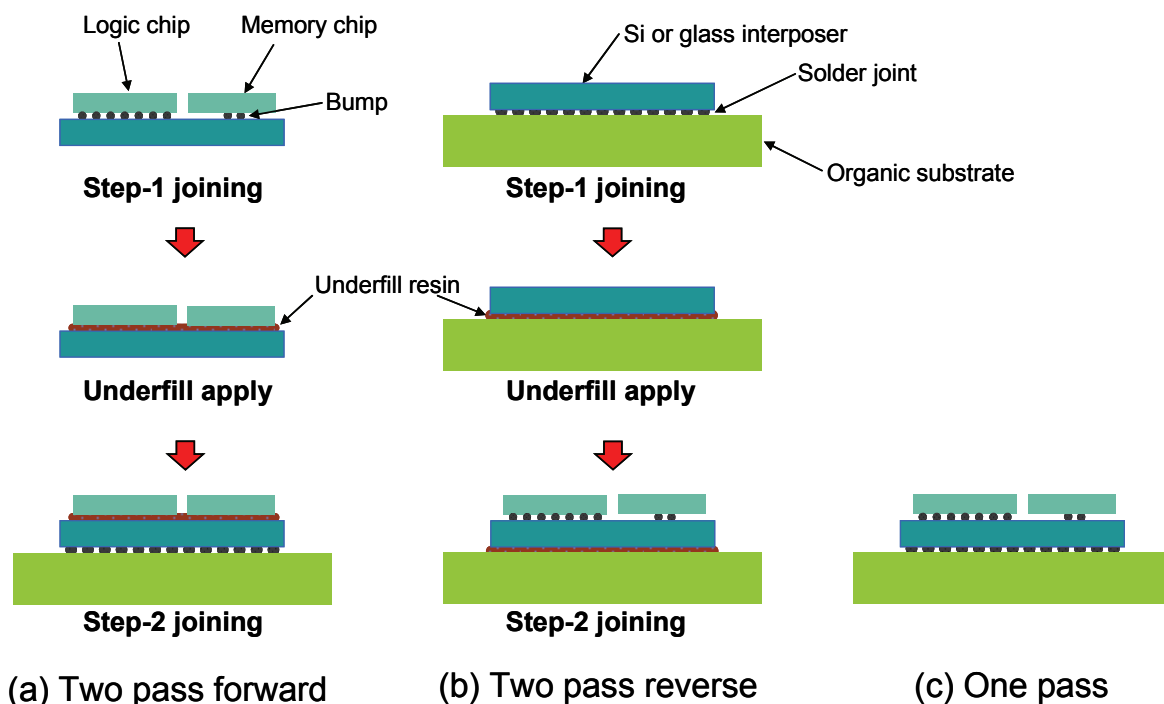 Logic chip
Memory chip
Bump
Step-1 joining
Si or glass interposer
Solder joint
Organic substrate
Step-1 joining
Underfill resin
Underfill apply
Underfill apply
Step-2 joining
Step-2 joining
(a) Two pass forward
(b) Two pass reverse
(c) One pass